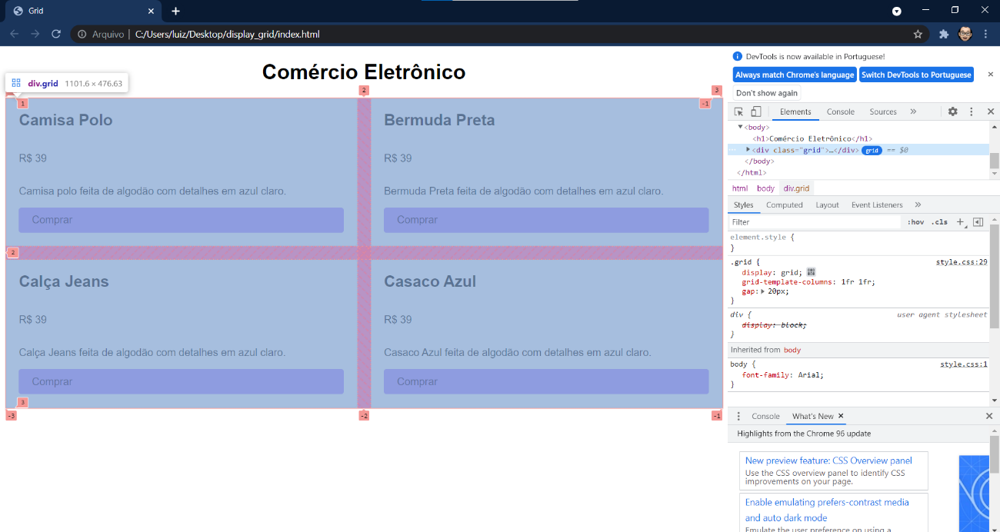 Grid
Arquivo | C:/Users/luiz/Desktop/display_grid/index.html
Comércio Eletrônico
div.grid 1101.6 × 476.63
2
3
1
-1
Camisa Polo
Bermuda Preta
R$ 39
R$ 39
Camisa polo feita de algodão com detalhes em azul claro.
Bermuda Preta feita de algodão com detalhes em azul claro.
Comprar
Comprar
2
Calça Jeans
Casaco Azul
R$ 39
R$ 39
Calça Jeans feita de algodão com detalhes em azul claro.
Casaco Azul feita de algodão com detalhes em azul claro.
Comprar
Comprar
3
-3
-2
-1
DevTools is now available in Portuguese!
Always match Chrome's language
Switch DevTools to Portuguese
Don't show again
Elements
Console
Sources
<body>
<h1>Comércio Eletrônico</h1>
<div class="grid">…</div> grid == $0
</body>
</html>
html body div.grid
Styles Computed Layout Event Listeners
Filter
:hov .cls
element.style {
}
.grid { style.css:29
display: grid;
grid-template-columns: 1fr 1fr;
gap: 20px;
}
div { user agent stylesheet
display: block;
}
Inherited from body
body { style.css:1
font-family: Arial;
}
Console What's New
Highlights from the Chrome 96 update
New preview feature: CSS Overview panel
Use the CSS overview panel to identify CSS
improvements on your page.
Enable emulating prefers-contrast media
and auto dark mode
Emulate the user preference on using a